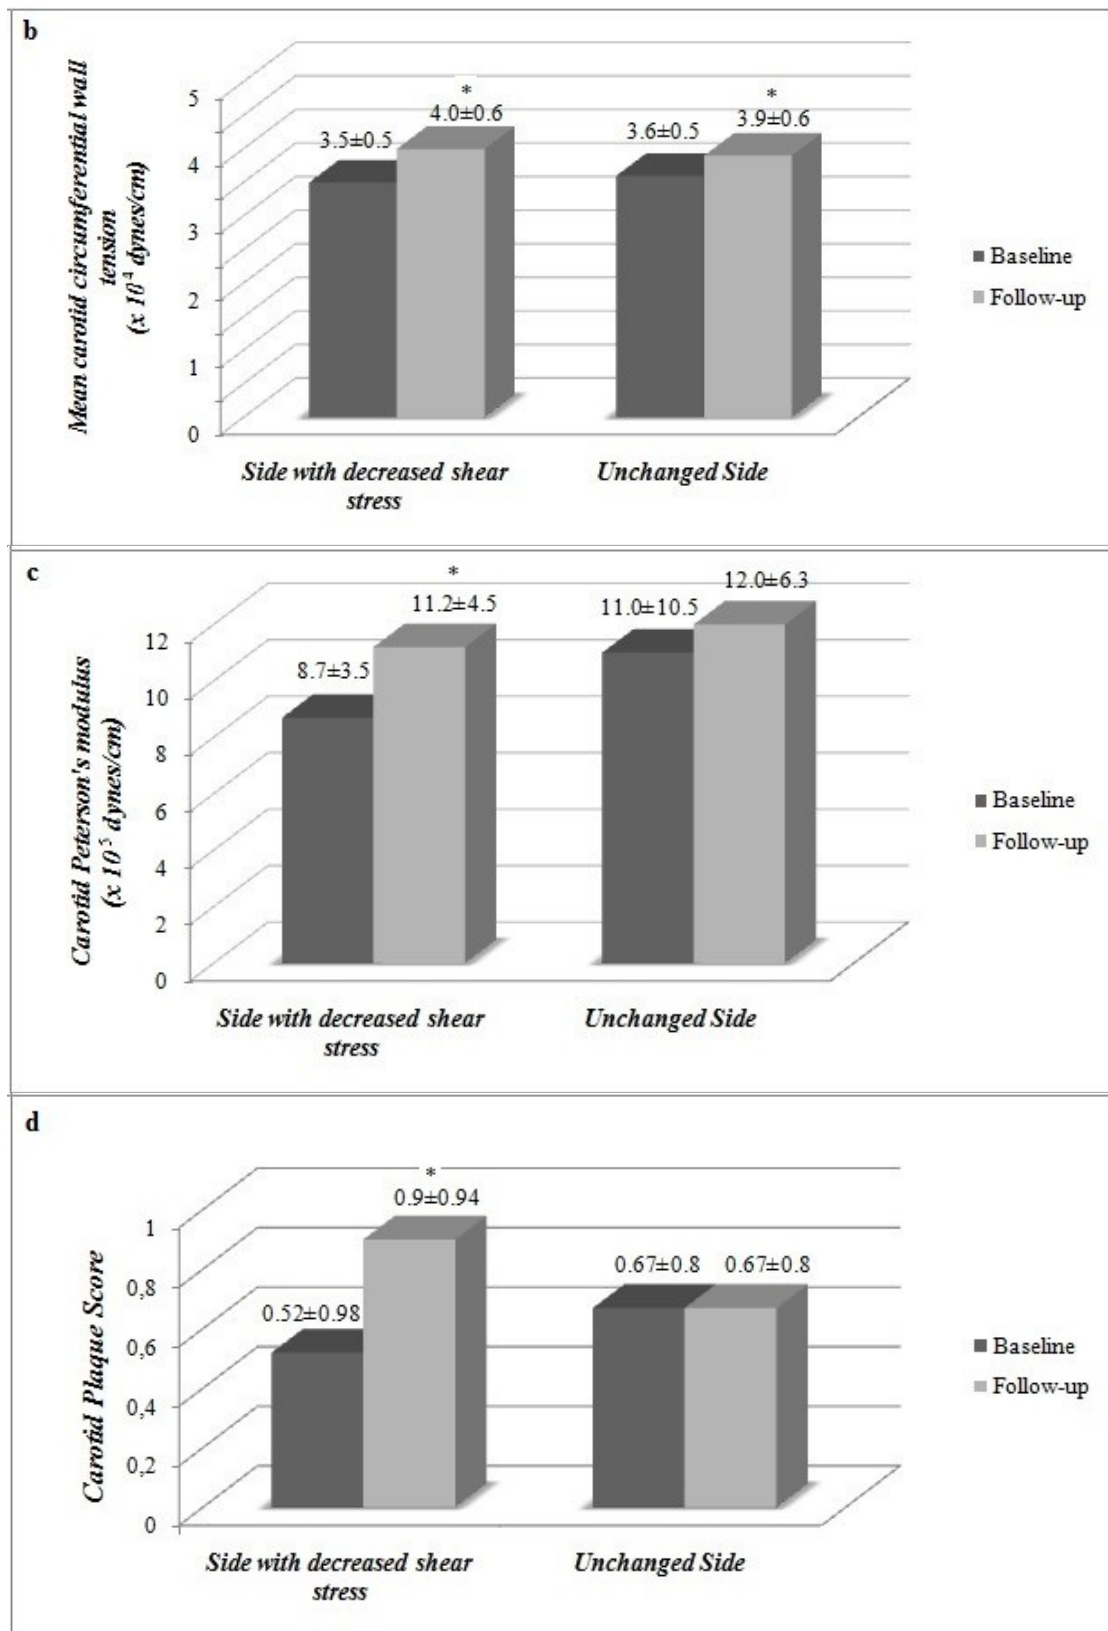 b
Mean carotid circumferential wall
tension
(x 10⁴ dynes/cm)
5
4
3
2
1
0
*
*
3.5±0.5
4.0±0.6
3.6±0.5
3.9±0.6
Baseline
Follow-up
Side with decreased shear
stress
Unchanged Side
c
Carotid Peterson's modulus
(x 10⁵ dynes/cm)
12
10
8
6
4
2
0
*
8.7±3.5
11.2±4.5
11.0±10.5
12.0±6.3
Baseline
Follow-up
Side with decreased shear
stress
Unchanged Side
d
Carotid Plaque Score
1
0,8
0,6
0,4
0,2
0
*
0.52±0.98
0.9±0.94
0.67±0.8
0.67±0.8
Baseline
Follow-up
Side with decreased shear
stress
Unchanged Side